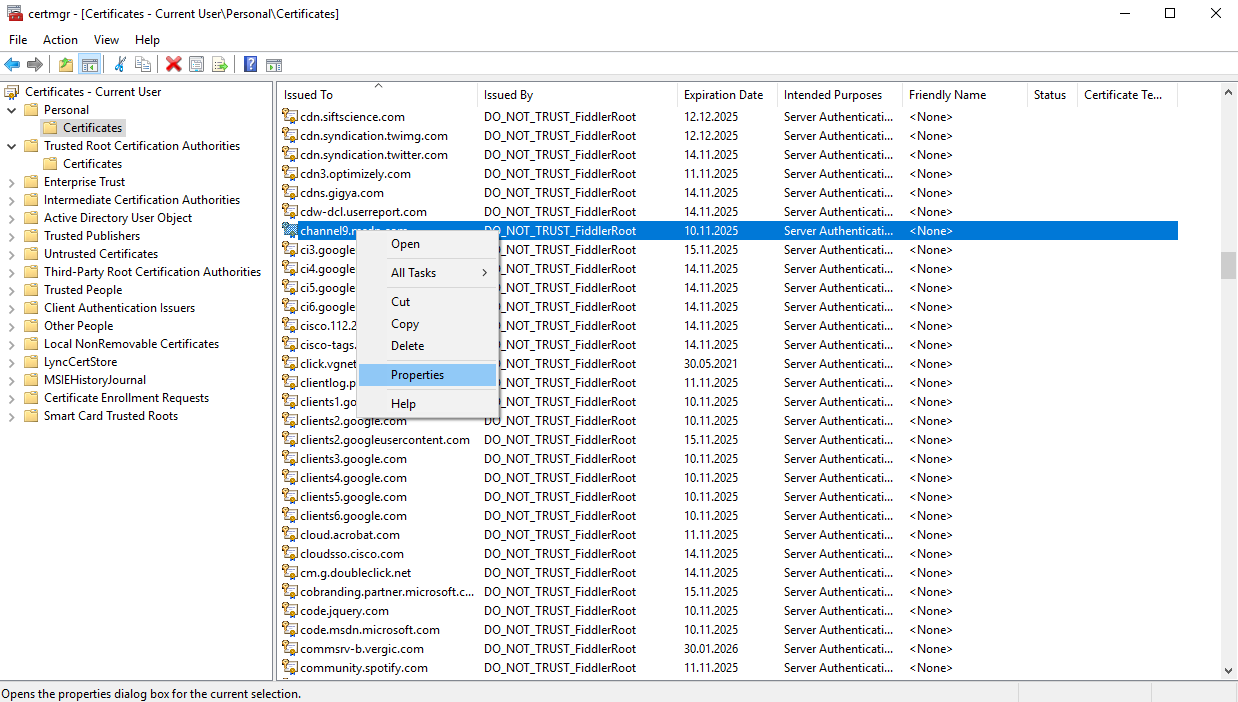 certmgr - [Certificates - Current User\Personal\Certificates]
File Action View Help
Certificates - Current User
Personal
Certificates
Trusted Root Certification Authorities
Certificates
Enterprise Trust
Intermediate Certification Authorities
Active Directory User Object
Trusted Publishers
Untrusted Certificates
Third-Party Root Certification Authorities
Trusted People
Client Authentication Issuers
Other People
Local NonRemovable Certificates
LyncCertStore
MSIEHistoryJournal
Certificate Enrollment Requests
Smart Card Trusted Roots
Issued To Issued By Expiration Date Intended Purposes Friendly Name Status Certificate Te...
cdn.siftscience.com DO_NOT_TRUST_FiddlerRoot 12.12.2025 Server Authenticati... <None>
cdn.syndication.twimg.com DO_NOT_TRUST_FiddlerRoot 12.12.2025 Server Authenticati... <None>
cdn.syndication.twitter.com DO_NOT_TRUST_FiddlerRoot 14.11.2025 Server Authenticati... <None>
cdn3.optimizely.com DO_NOT_TRUST_FiddlerRoot 11.11.2025 Server Authenticati... <None>
cdns.gigya.com DO_NOT_TRUST_FiddlerRoot 14.11.2025 Server Authenticati... <None>
cdw-dcl.userreport.com DO_NOT_TRUST_FiddlerRoot 14.11.2025 Server Authenticati... <None>
channel9.msdn.com DO_NOT_TRUST_FiddlerRoot 10.11.2025 Server Authenticati... <None>
ci3.google _NOT_TRUST_FiddlerRoot 15.11.2025 Server Authenticati... <None>
ci4.google _NOT_TRUST_FiddlerRoot 14.11.2025 Server Authenticati... <None>
ci5.google _NOT_TRUST_FiddlerRoot 14.11.2025 Server Authenticati... <None>
ci6.google _NOT_TRUST_FiddlerRoot 14.11.2025 Server Authenticati... <None>
cisco.112.2 _NOT_TRUST_FiddlerRoot 14.11.2025 Server Authenticati... <None>
cisco-tags. _NOT_TRUST_FiddlerRoot 14.11.2025 Server Authenticati... <None>
click.vgnet _NOT_TRUST_FiddlerRoot 30.05.2021 Server Authenticati... <None>
clientlog.p _NOT_TRUST_FiddlerRoot 11.11.2025 Server Authenticati... <None>
clients1.go _NOT_TRUST_FiddlerRoot 10.11.2025 Server Authenticati... <None>
clients2.google.com DO_NOT_TRUST_FiddlerRoot 10.11.2025 Server Authenticati... <None>
clients2.googleusercontent.com DO_NOT_TRUST_FiddlerRoot 15.11.2025 Server Authenticati... <None>
clients3.google.com DO_NOT_TRUST_FiddlerRoot 10.11.2025 Server Authenticati... <None>
clients4.google.com DO_NOT_TRUST_FiddlerRoot 10.11.2025 Server Authenticati... <None>
clients5.google.com DO_NOT_TRUST_FiddlerRoot 10.11.2025 Server Authenticati... <None>
clients6.google.com DO_NOT_TRUST_FiddlerRoot 10.11.2025 Server Authenticati... <None>
cloud.acrobat.com DO_NOT_TRUST_FiddlerRoot 11.11.2025 Server Authenticati... <None>
cloudsso.cisco.com DO_NOT_TRUST_FiddlerRoot 14.11.2025 Server Authenticati... <None>
cm.g.doubleclick.net DO_NOT_TRUST_FiddlerRoot 14.11.2025 Server Authenticati... <None>
cobranding.partner.microsoft.c... DO_NOT_TRUST_FiddlerRoot 15.11.2025 Server Authenticati... <None>
code.jquery.com DO_NOT_TRUST_FiddlerRoot 10.11.2025 Server Authenticati... <None>
code.msdn.microsoft.com DO_NOT_TRUST_FiddlerRoot 10.11.2025 Server Authenticati... <None>
commsrv-b.vergic.com DO_NOT_TRUST_FiddlerRoot 30.01.2026 Server Authenticati... <None>
community.spotify.com DO_NOT_TRUST_FiddlerRoot 11.11.2025 Server Authenticati... <None>
Open
All Tasks
Cut
Copy
Delete
Properties
Help
Opens the properties dialog box for the current selection.